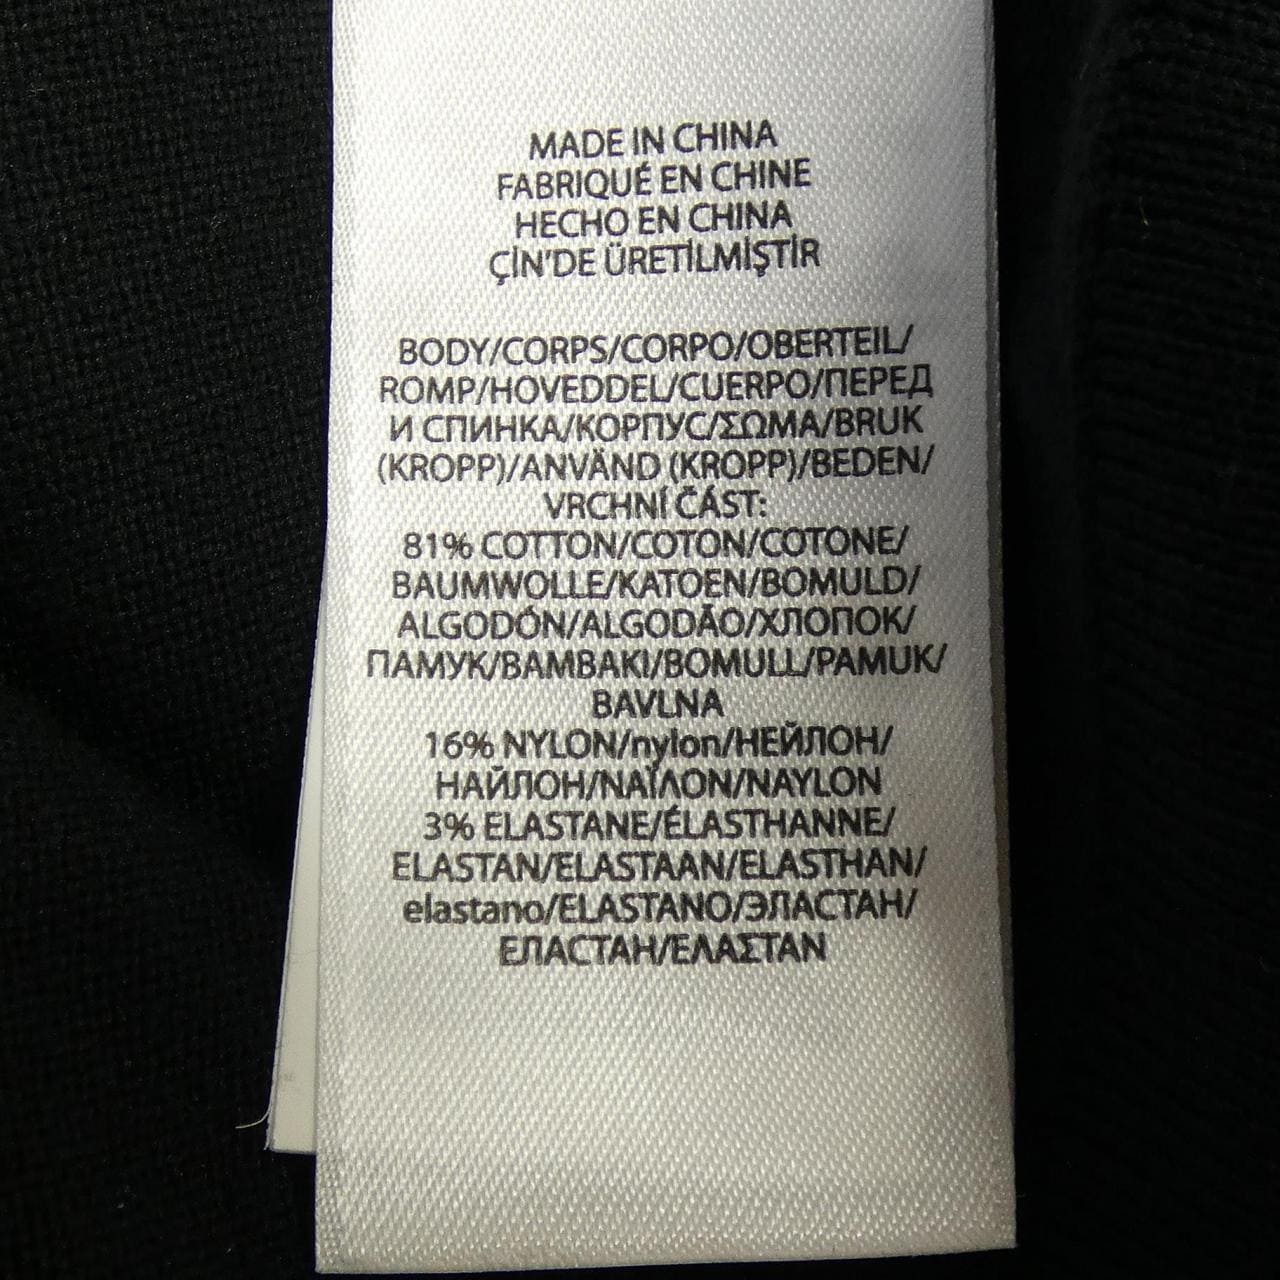 MADE IN CHINA
FABRIQUÉ EN CHINE
HECHO EN CHINA
ÇİN'DE ÜRETİLMİŞTİR
BODY/CORPS/CORPO/OBERTEIL/
ROMP/HOVEDDEL/CUERPO/ПЕРЕД
И СПИНКА/КОРПУС/ΣΩΜΑ/BRUK
(KROPP)/ANVÄND (KROPP)/BEDEN/
VRCHNÍ ČÁST:
81% COTTON/COTON/COTONE/
BAUMWOLLE/KATOEN/BOMULD/
ALGODÓN/ALGODÃO/ХЛОПОК/
ПАМУК/ΒΑΜΒΑΚΙ/BOMULL/PAMUK/
BAVLNA
16% NYLON/nylon/НЕЙЛОН/
НАЙЛОН/ΝΑΪΛΟΝ/NAYLON
3% ELASTANE/ÉLASTHANNE/
ELASTAN/ELASTAAN/ELASTHAN/
elastano/ELASTANO/ЭЛАСТАН/
ЕЛАСТАН/ΕΛΑΣΤΑΝ